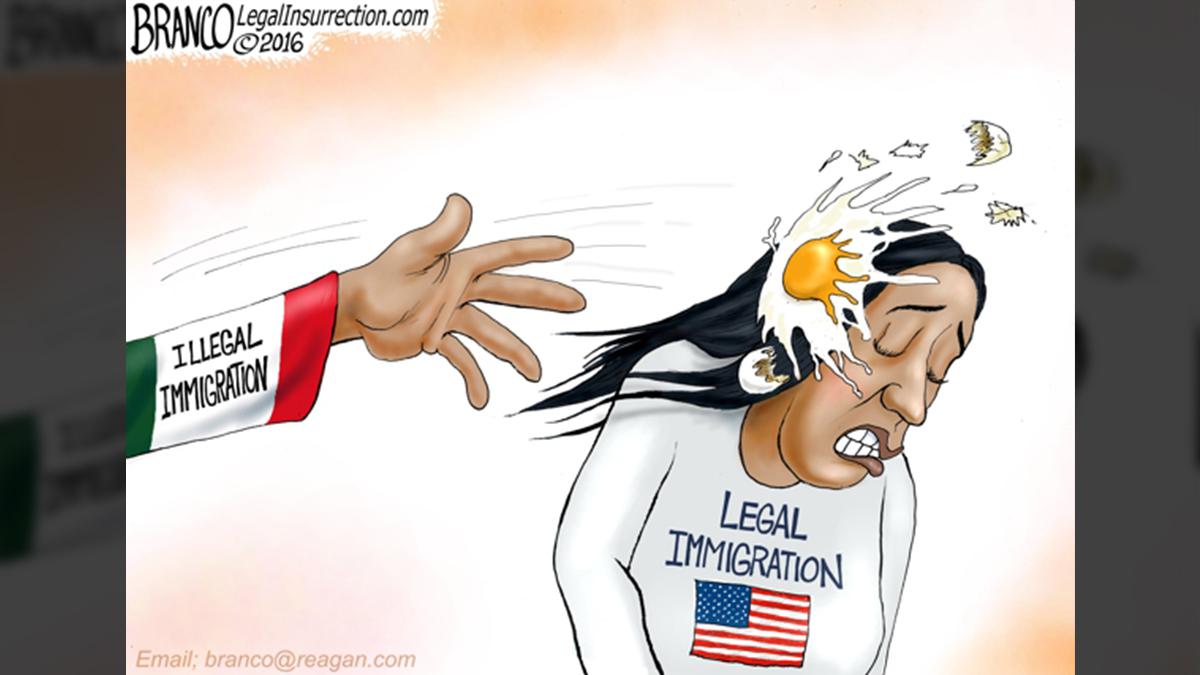 BRANCO LegalInsurrection.com
©2016
ILLEGAL
IMMIGRATION
LEGAL
IMMIGRATION
Email; branco@reagan.com